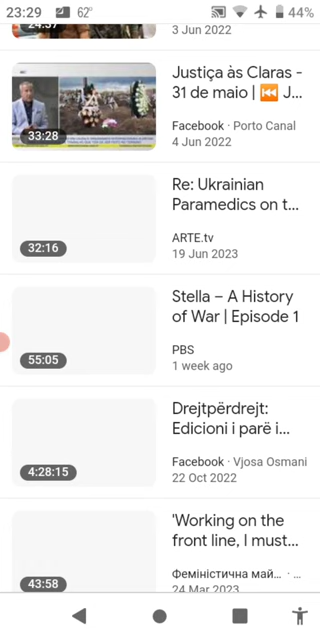 23:29 62° 44%
3 Jun 2022
Justiça às Claras -
31 de maio | ⏮ J...
33:28
Facebook · Porto Canal
4 Jun 2022
Re: Ukrainian
Paramedics on t...
32:16
ARTE.tv
19 Jun 2023
Stella – A History
of War | Episode 1
55:05
PBS
1 week ago
Drejtpërdrejt:
Edicioni i parë i...
4:28:15
Facebook · Vjosa Osmani
22 Oct 2022
'Working on the
front line, I must...
43:58
Феміністична май... · ...
24 Mar 2023